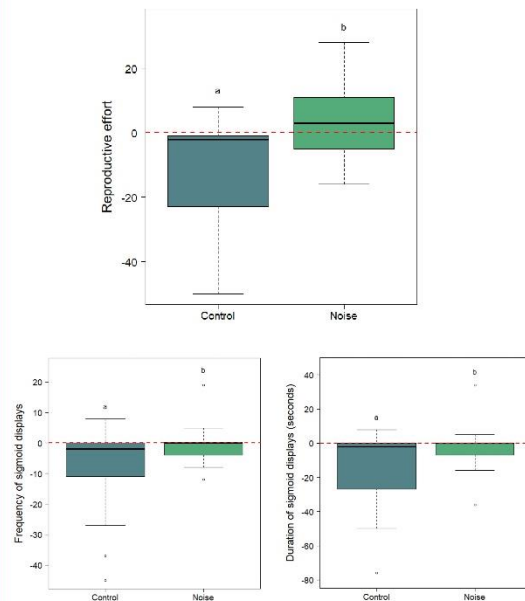 Reproductive effort
20
0
-20
-40
a
b
Control
Noise
Frequency of sigmoid displays
20
10
0
-10
-20
-30
-40
a
b
Control
Noise
Duration of sigmoid displays (seconds)
40
20
0
-20
-40
-60
-80
a
b
Control
Noise